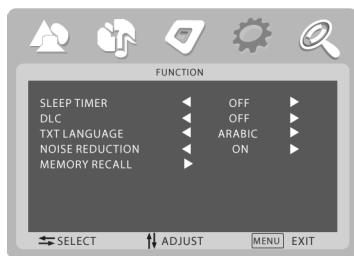 FUNCTION
SLEEP TIMER OFF
DLC OFF
TXT LANGUAGE ARABIC
NOISE REDUCTION ON
MEMORY RECALL
SELECT ADJUST MENU EXIT